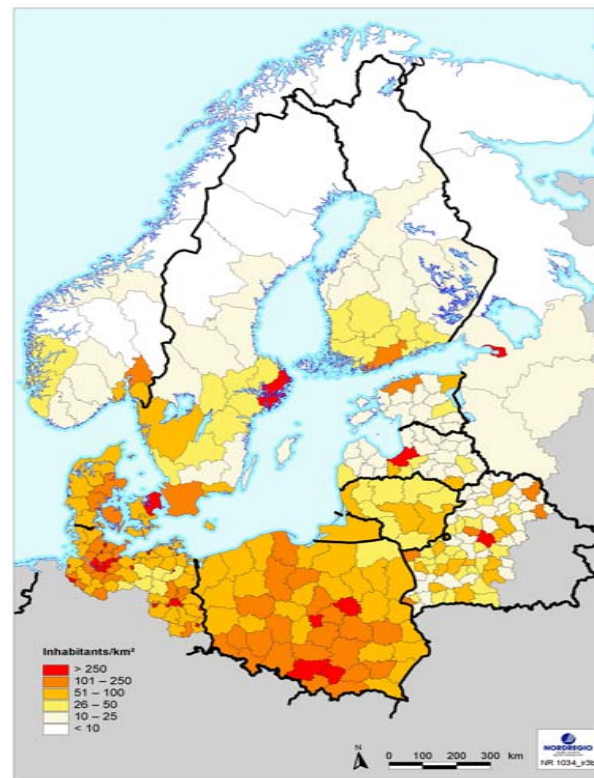 Inhabitants/km²
> 250
101 – 250
51 – 100
26 – 50
10 – 25
< 10
N
0 100 200 300 km
NORDREGIO
NR 1034_ir3b